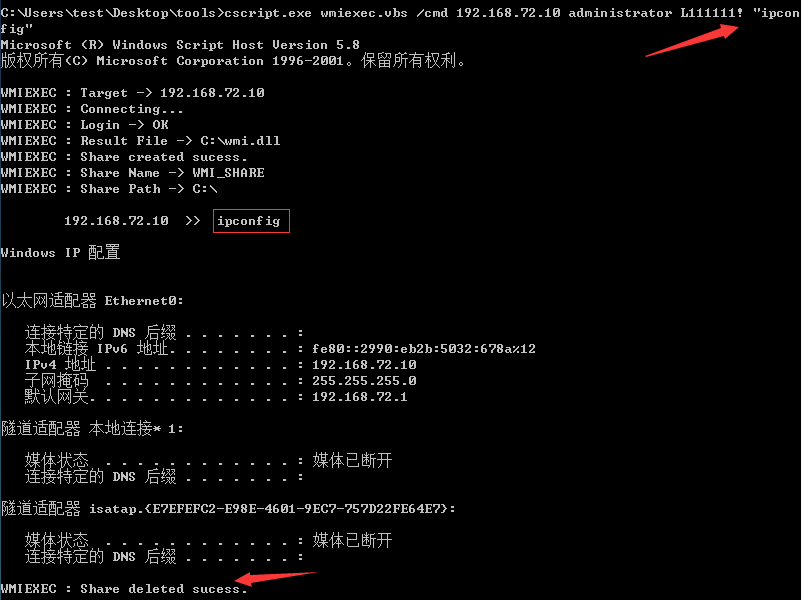 C:\Users\test\Desktop\tools>cscript.exe wmiexec.vbs /cmd 192.168.72.10 administrator L111111! "ipcon
fig"
Microsoft (R) Windows Script Host Version 5.8
版权所有(C) Microsoft Corporation 1996-2001。保留所有权利。
WMIEXEC : Target -> 192.168.72.10
WMIEXEC : Connecting...
WMIEXEC : Login -> OK
WMIEXEC : Result File -> C:\wmi.dll
WMIEXEC : Share created sucess.
WMIEXEC : Share Name -> WMI_SHARE
WMIEXEC : Share Path -> C:\
192.168.72.10 >> ipconfig
Windows IP 配置
以太网适配器 Ethernet0:
连接特定的 DNS 后缀 . . . . . . . :
本地链接 IPv6 地址. . . . . . . . : fe80::2990:eb2b:5032:678a%12
IPv4 地址 . . . . . . . . . . . . : 192.168.72.10
子网掩码 . . . . . . . . . . . . : 255.255.255.0
默认网关. . . . . . . . . . . . . : 192.168.72.1
隧道适配器 本地连接* 1:
媒体状态 . . . . . . . . . . . . : 媒体已断开
连接特定的 DNS 后缀 . . . . . . . :
隧道适配器 isatap.{E7EFEFC2-E98E-4601-9EC7-757D22FE64E7}:
媒体状态 . . . . . . . . . . . . : 媒体已断开
连接特定的 DNS 后缀 . . . . . . . :
WMIEXEC : Share deleted sucess.